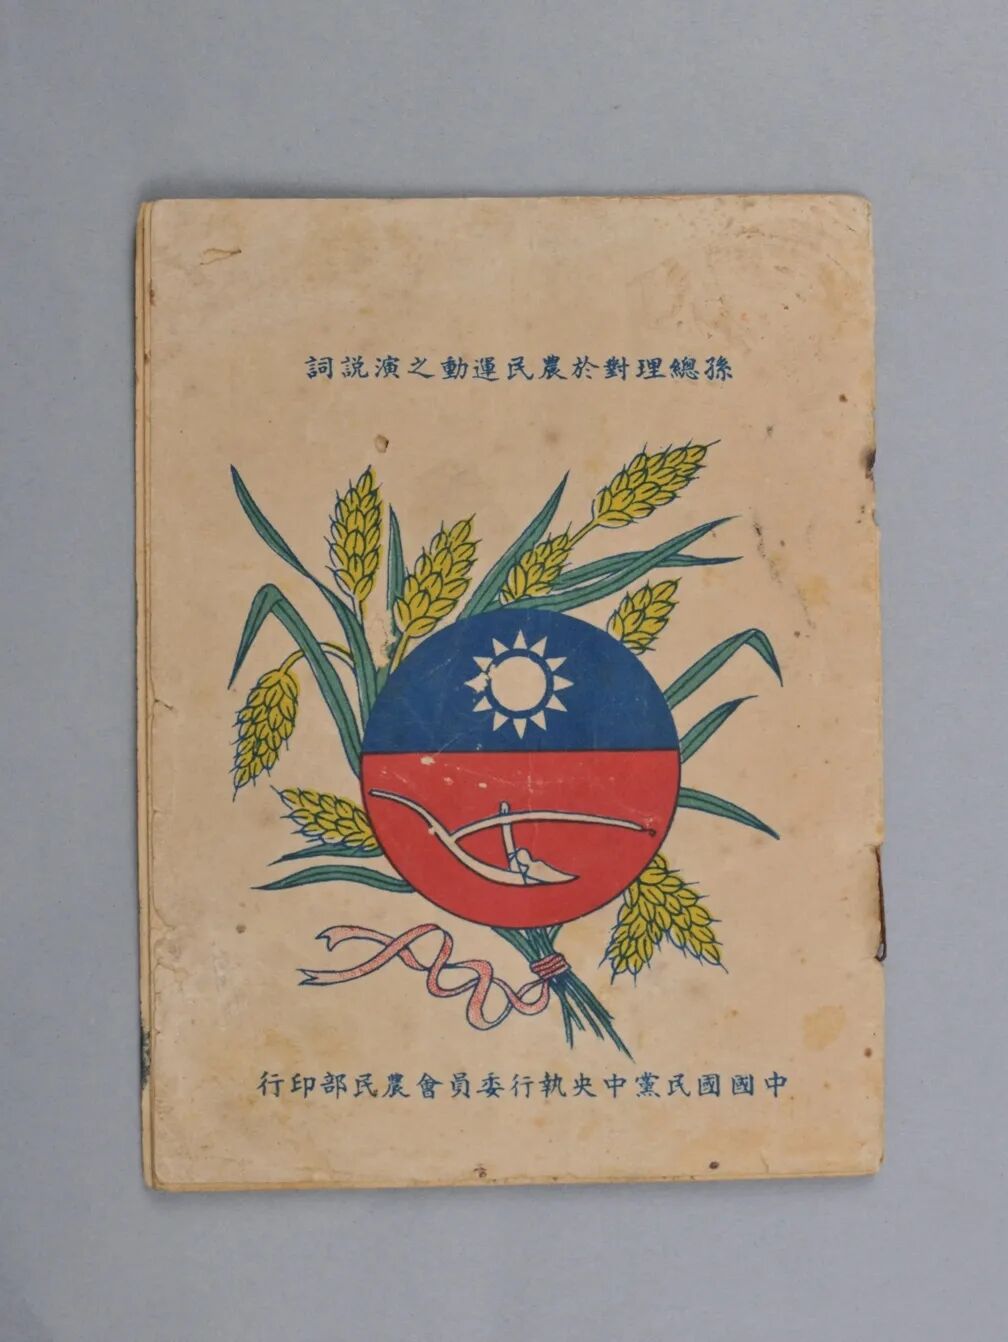 孫總理對於農民運動之演説詞
中國國民黨中央執行委員會農民部印行